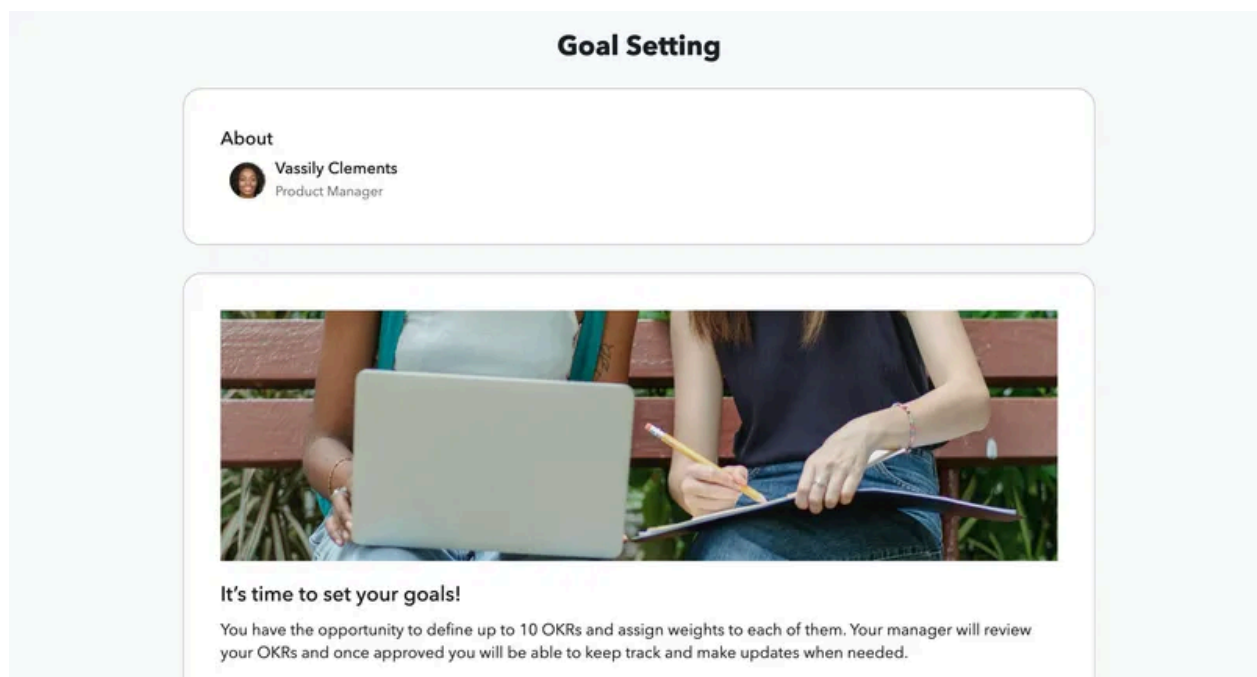 Goal Setting
About
Vassily Clements
Product Manager
It’s time to set your goals!
You have the opportunity to define up to 10 OKRs and assign weights to each of them. Your manager will review
your OKRs and once approved you will be able to keep track and make updates when needed.